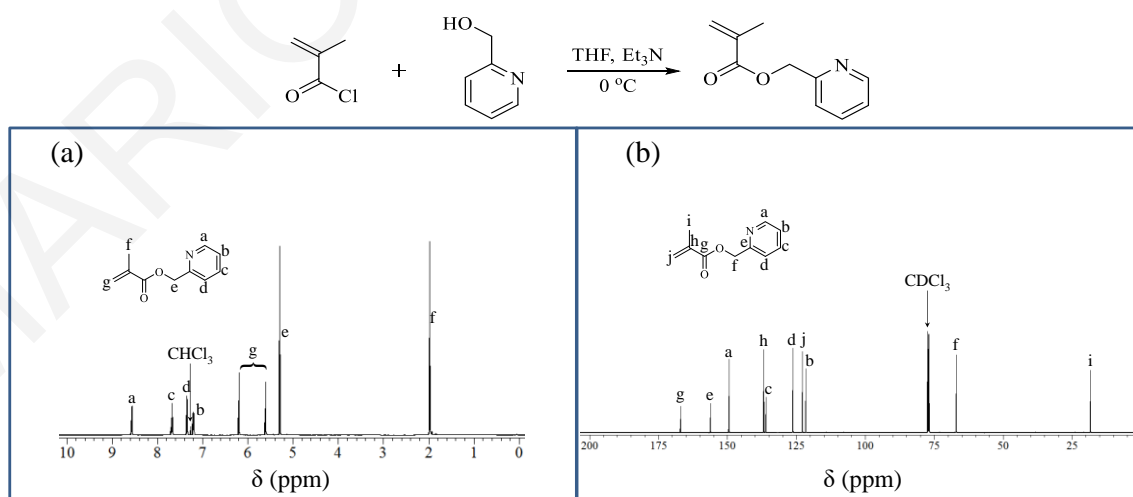 HO
N
THF, Et3N
0 °C
O
Cl
+
O
O
N
(a)
f
g
O
O
e
N
a
b
c
d
CHCl3
a
c
d
b
g
e
f
10 9 8 7 6 5 4 3 2 1 0
δ (ppm)
(b)
i
h
j
g
O
O
f
e
N
a
b
c
d
CDCl3
g
e
a
h
c
d
j
b
f
i
200 175 150 125 100 75 50 25
δ (ppm)
MARIO